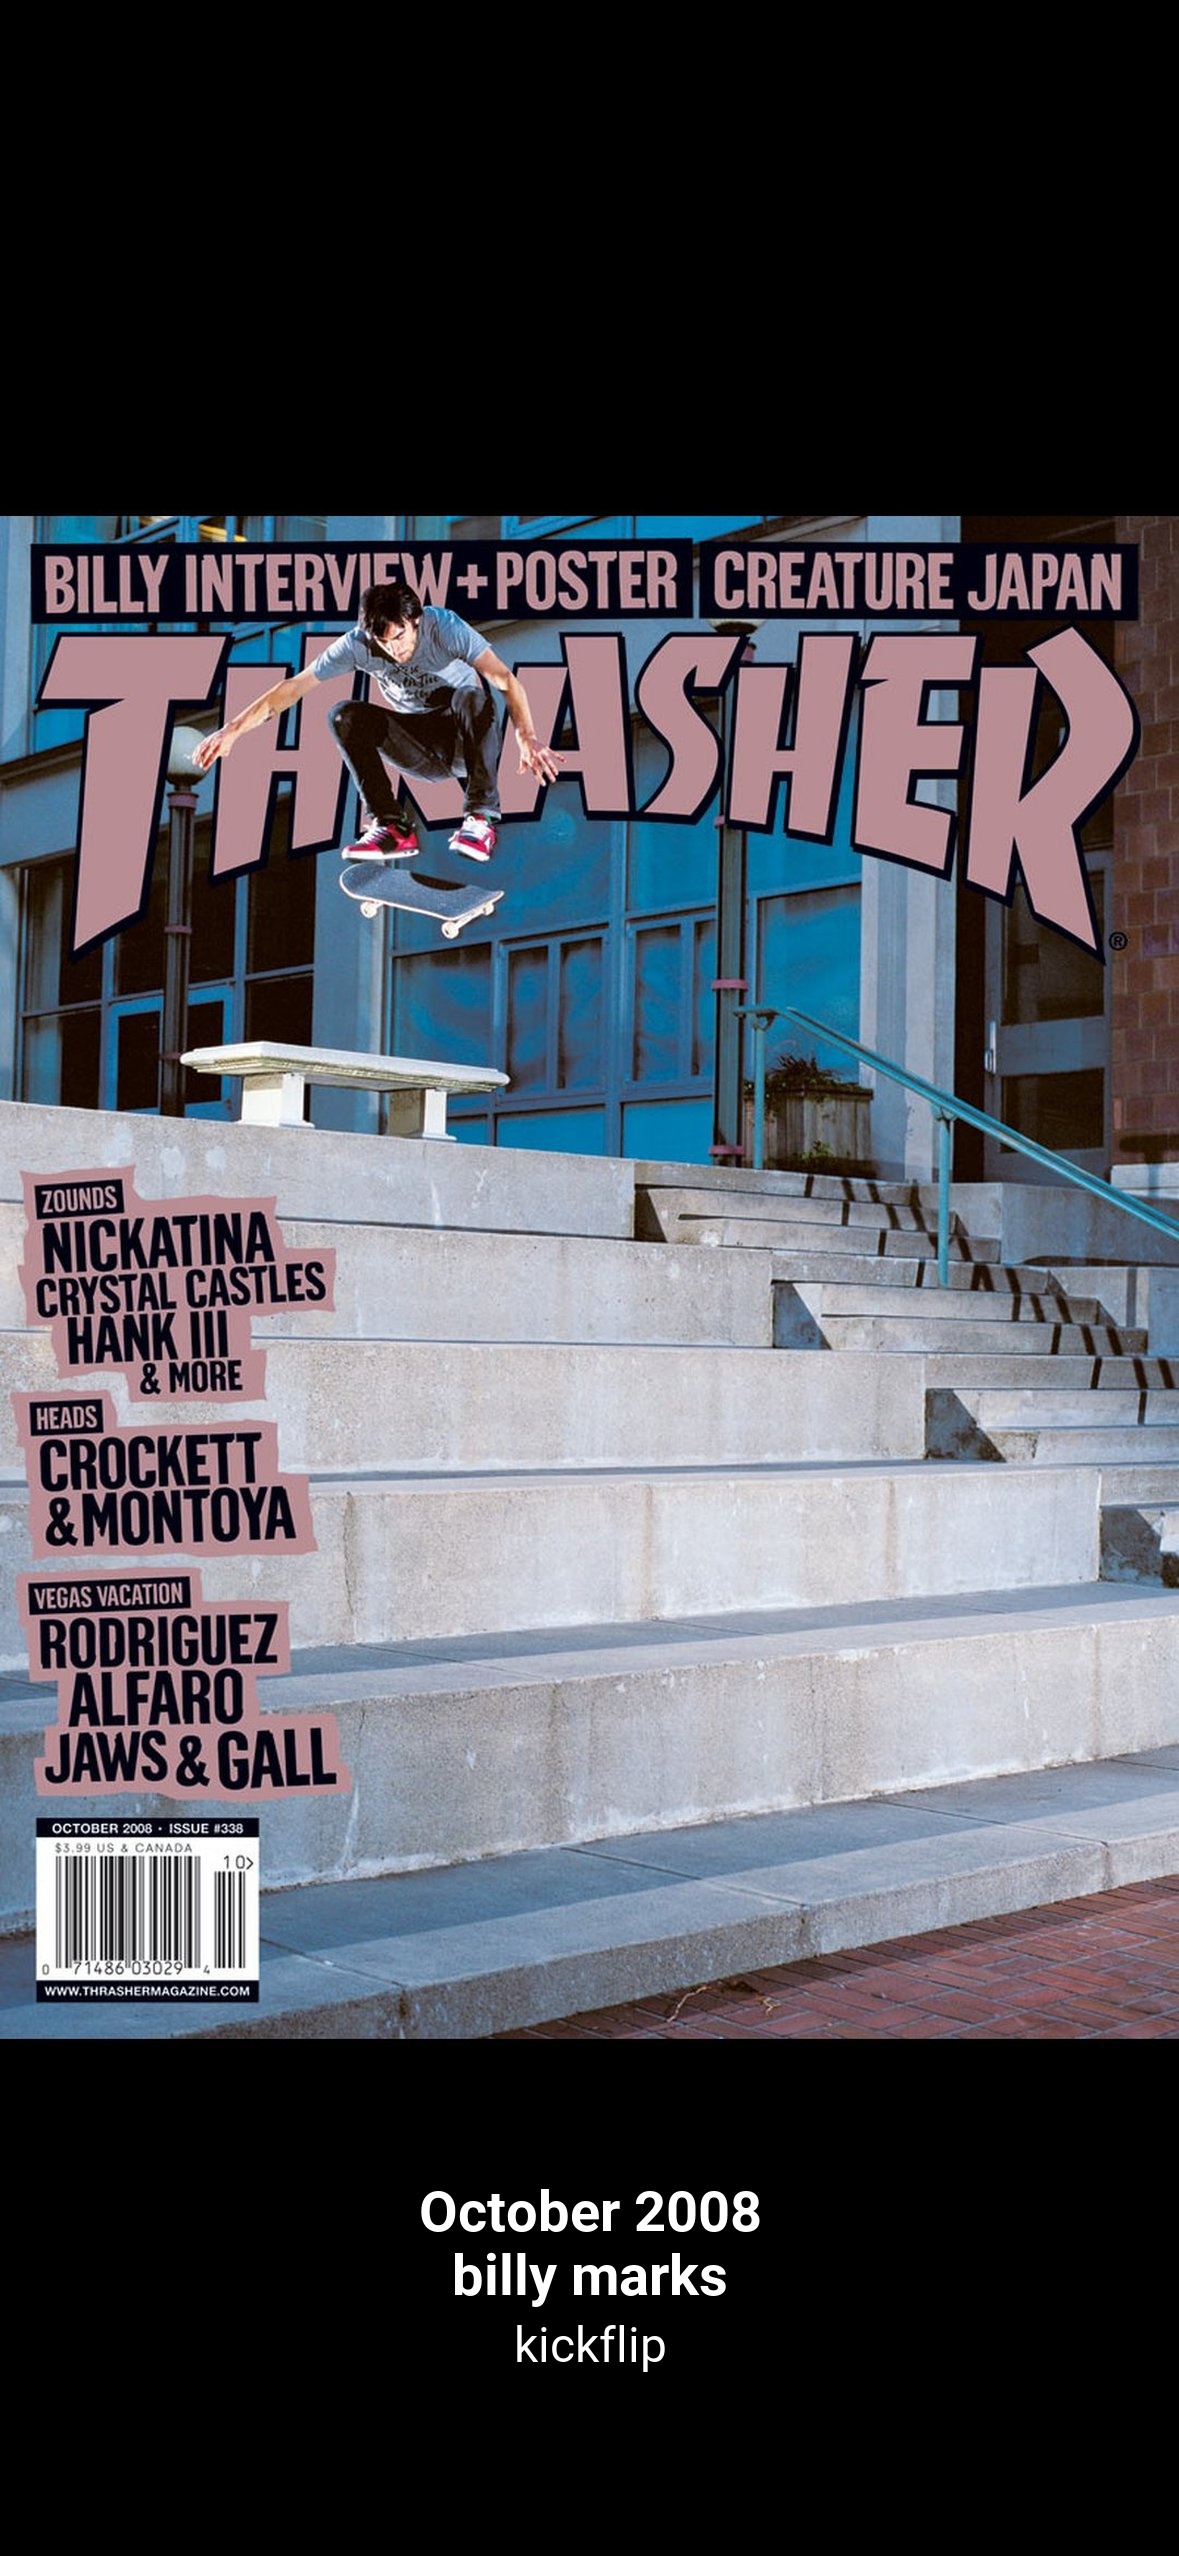 BILLY INTERVIEW + POSTER
CREATURE JAPAN
THRASHER
®
ZOUNDS
NICKATINA
CRYSTAL CASTLES
HANK III
& MORE
HEADS
CROCKETT
& MONTOYA
VEGAS VACATION
RODRIGUEZ
ALFARO
JAWS & GALL
OCTOBER 2008 · ISSUE #338
$3.99 US & CANADA
10>
0 71486 03029 4
WWW.THRASHERMAGAZINE.COM
October 2008
billy marks
kickflip